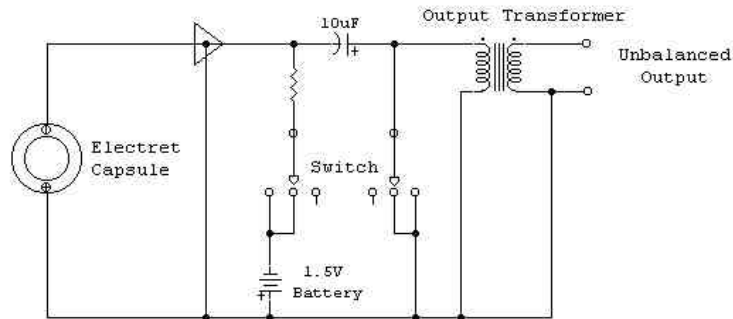 10uF
Output Transformer
+
Unbalanced
Output
Electret
Capsule
Switch
1.5V
Battery
+